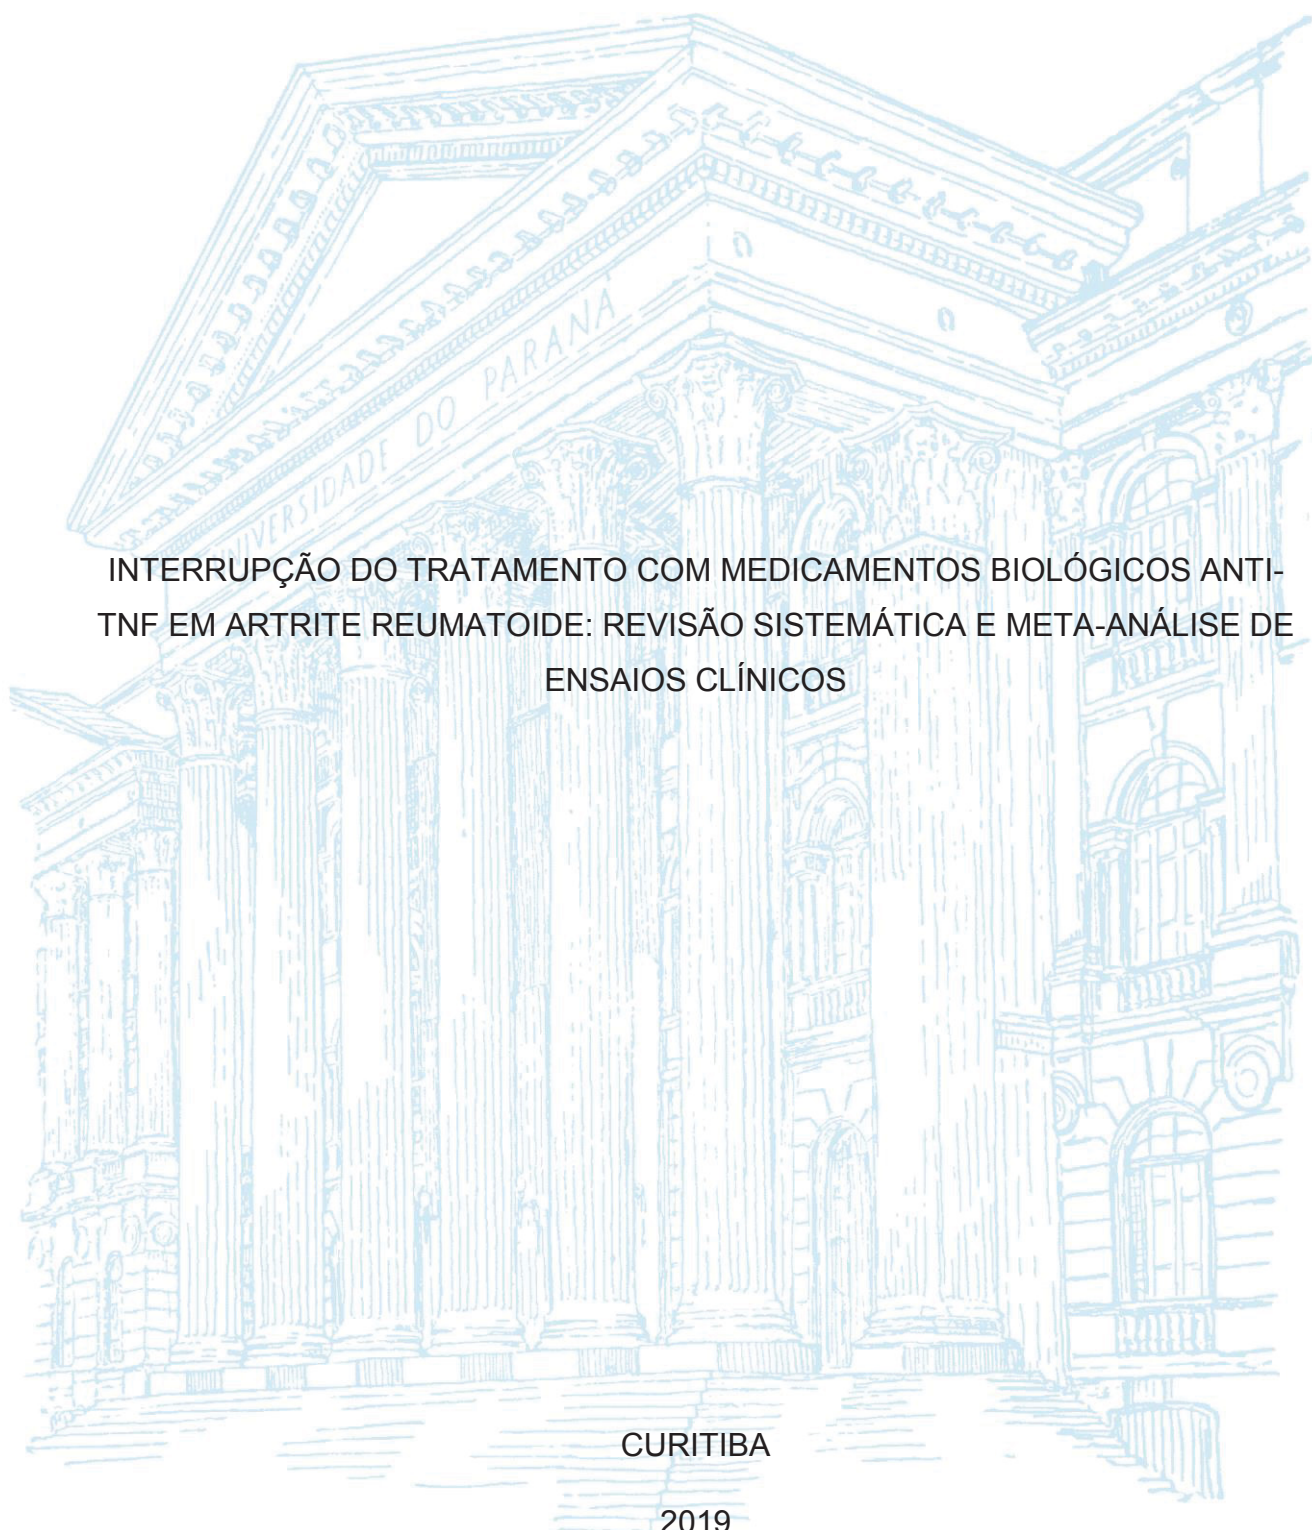 UNIVERSIDADE DO PARANÁ
INTERRUPÇÃO DO TRATAMENTO COM MEDICAMENTOS BIOLÓGICOS ANTI-
TNF EM ARTRITE REUMATOIDE: REVISÃO SISTEMÁTICA E META-ANÁLISE DE
ENSAIOS CLÍNICOS
CURITIBA
2019